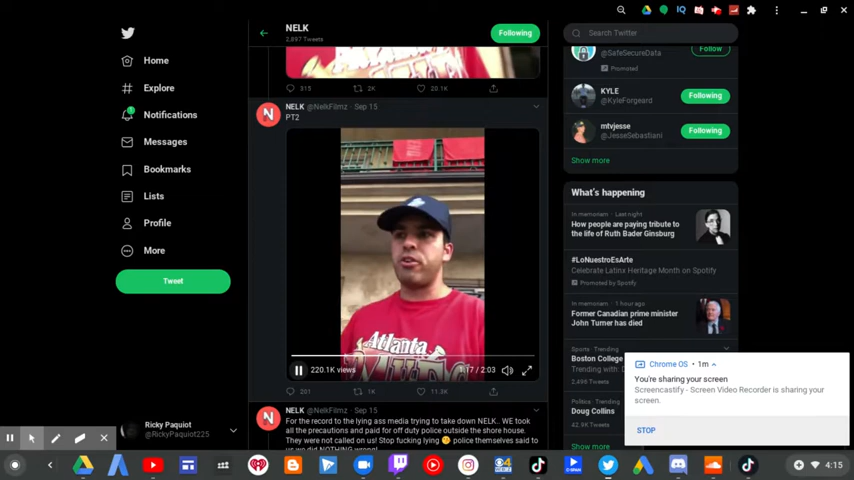 NELK
2,897 Tweets
Following
Search Twitter
Home
Explore
1
Notifications
Messages
Bookmarks
Lists
Profile
More
Tweet
315
2K
20.1K
NELK @NelkFilmz · Sep 15
PT2
Atlanta
220.1K views
1:17 / 2:03
201
1K
11.3K
NELK @NelkFilmz · Sep 15
For the record to the lying ass media trying to take down NELK.. WE took
all the precautions and paid for off duty police outside the shore house.
They were not called on us! Stop fucking lying 🤫 police themselves said to
us we did NOTHING wrong!
@SafeSecureData
Promoted
Follow
KYLE
@KyleForgeard
Following
mtvjesse
@JesseSebastiani
Following
Show more
What's happening
In memoriam · Last night
How people are paying tribute to
the life of Ruth Bader Ginsburg
#LoNuestroEsArte
Celebrate Latinx Heritage Month on Spotify
Promoted by Spotify
In memoriam · 1 hour ago
Former Canadian prime minister
John Turner has died
Sports · Trending
Boston College
Trending with:
2,496 Tweets
Politics · Trending
Doug Collins
42.9K Tweets
Show more
Chrome OS · 1m
You're sharing your screen
Screencastify - Screen Video Recorder is sharing your
screen.
STOP
Ricky Paquiot
@RickyPaquiot225
4:15